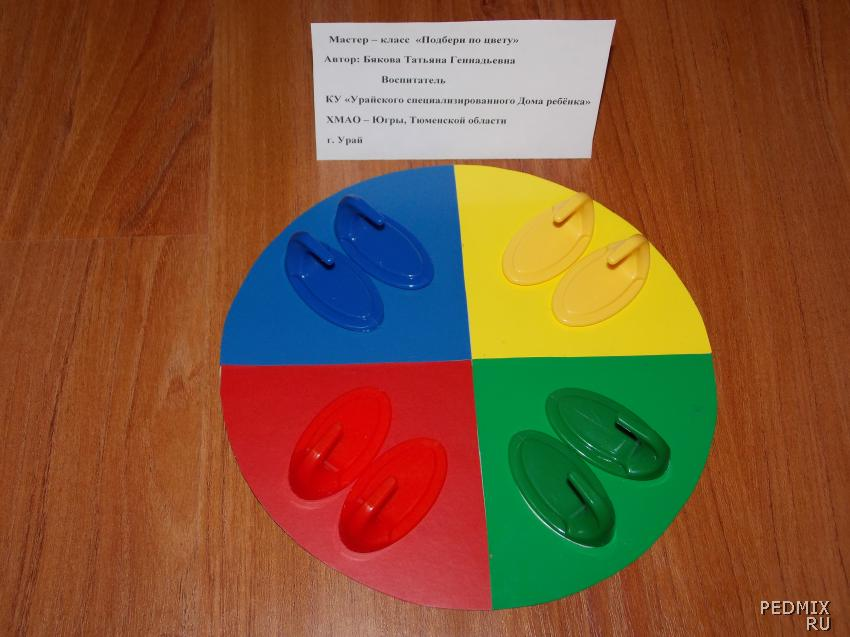 Мастер – класс «Подбери по цвету»
Автор: Бякова Татьяна Геннадьевна
Воспитатель
КУ «Урайского специализированного Дома ребёнка»
ХМАО – Югры, Тюменской области
г. Урай
PEDMIX
RU